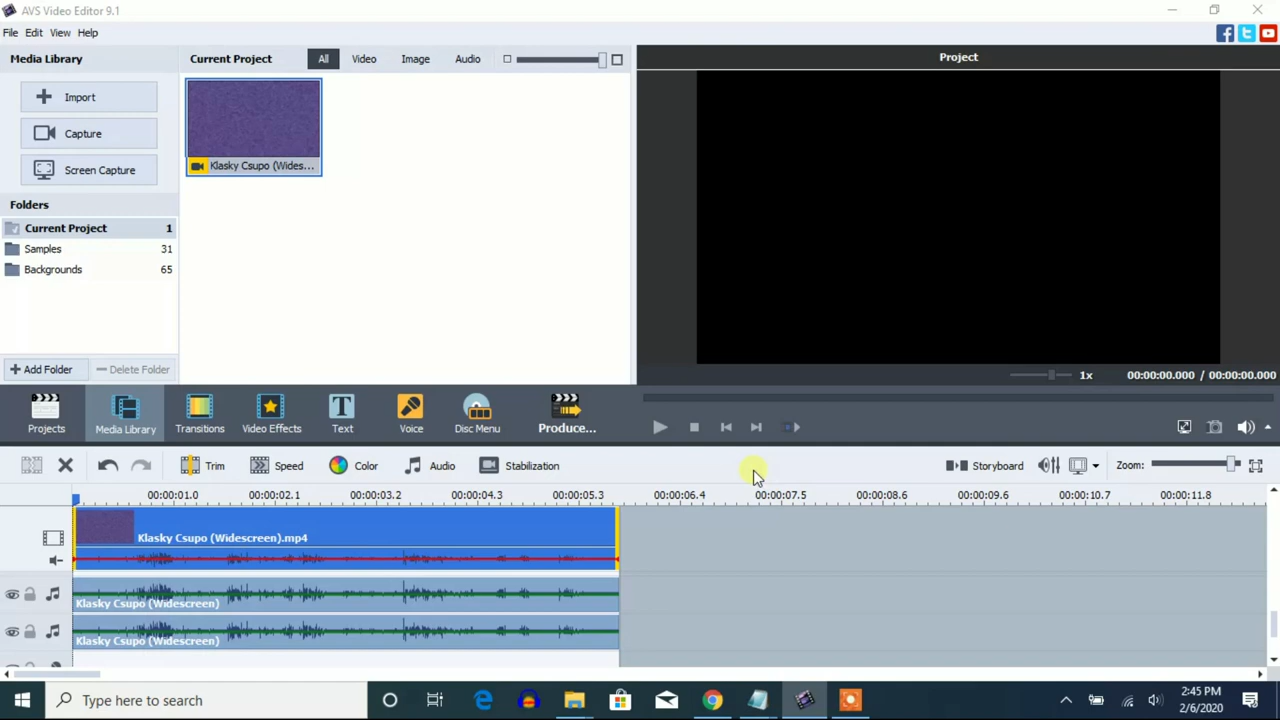 AVS Video Editor 9.1
File Edit View Help
Media Library
Current Project
All Video Image Audio
Project
Import
Capture
Screen Capture
Klasky Csupo (Wides...
Folders
Current Project 1
Samples 31
Backgrounds 65
Add Folder Delete Folder
1x 00:00:00.000 / 00:00:00.000
Projects Media Library Transitions Video Effects Text Voice Disc Menu Produce...
Trim Speed Color Audio Stabilization Storyboard Zoom:
00:00:01.0 00:00:02.1 00:00:03.2 00:00:04.3 00:00:05.3 00:00:06.4 00:00:07.5 00:00:08.6 00:00:09.6 00:00:10.7 00:00:11.8
Klasky Csupo (Widescreen).mp4
Klasky Csupo (Widescreen)
Klasky Csupo (Widescreen)
Type here to search
2:45 PM
2/6/2020